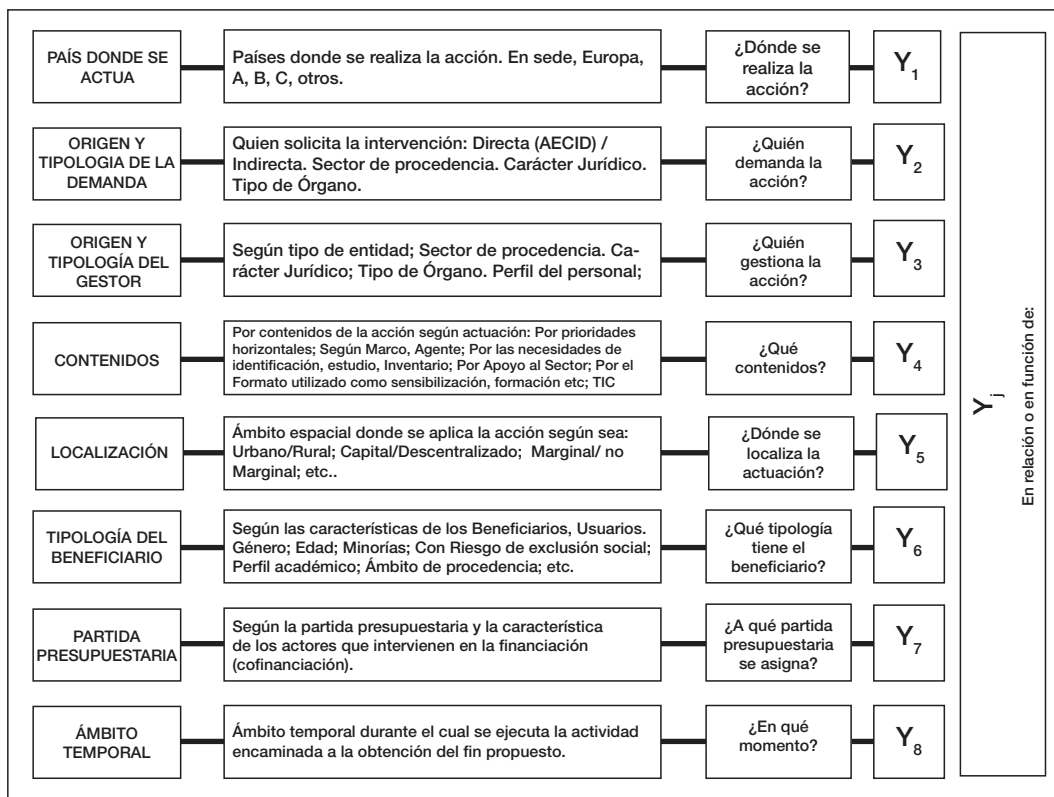 PAÍS DONDE SE
ACTUA
Países donde se realiza la acción. En sede, Europa,
A, B, C, otros.
¿Dónde se
realiza la
acción?
Y1
ORIGEN Y
TIPOLOGIA DE LA
DEMANDA
Quien solicita la intervención: Directa (AECID) /
Indirecta. Sector de procedencia. Carácter Jurídico.
Tipo de Órgano.
¿Quién
demanda la
acción?
Y2
ORIGEN Y
TIPOLOGÍA DEL
GESTOR
Según tipo de entidad; Sector de procedencia. Ca-
rácter Jurídico; Tipo de Órgano. Perfil del personal;
¿Quién
gestiona la
acción?
Y3
CONTENIDOS
Por contenidos de la acción según actuación: Por prioridades
horizontales; Según Marco, Agente; Por las necesidades de
identificación, estudio, Inventario; Por Apoyo al Sector; Por el
Formato utilizado como sensibilización, formación etc; TIC
¿Qué
contenidos?
Y4
LOCALIZACIÓN
Ámbito espacial donde se aplica la acción según sea:
Urbano/Rural; Capital/Descentralizado; Marginal/ no
Marginal; etc..
¿Dónde se
localiza la
actuación?
Y5
TIPOLOGÍA DEL
BENEFICIARIO
Según las características de los Beneficiarios, Usuarios.
Género; Edad; Minorías; Con Riesgo de exclusión social;
Perfil académico; Ámbito de procedencia; etc.
¿Qué tipología
tiene el
beneficiario?
Y6
PARTIDA
PRESUPUESTARIA
Según la partida presupuestaria y la característica
de los actores que intervienen en la financiación
(cofinanciación).
¿A qué partida
presupuestaria
se asigna?
Y7
ÁMBITO
TEMPORAL
Ámbito temporal durante el cual se ejecuta la actividad
encaminada a la obtención del fin propuesto.
¿En qué
momento?
Y8
Yj
En relación o en función de: